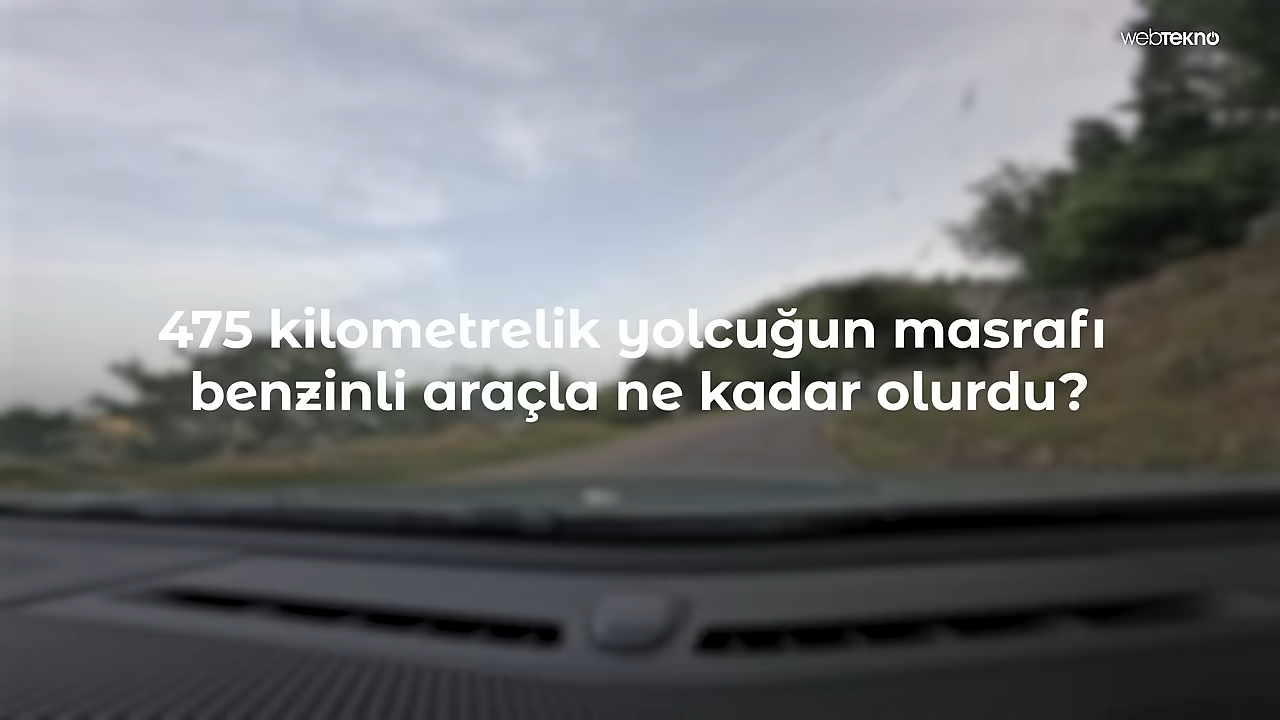 webtekno
475 kilometrelik yolcuğun masrafı
benzinli araçla ne kadar olurdu?